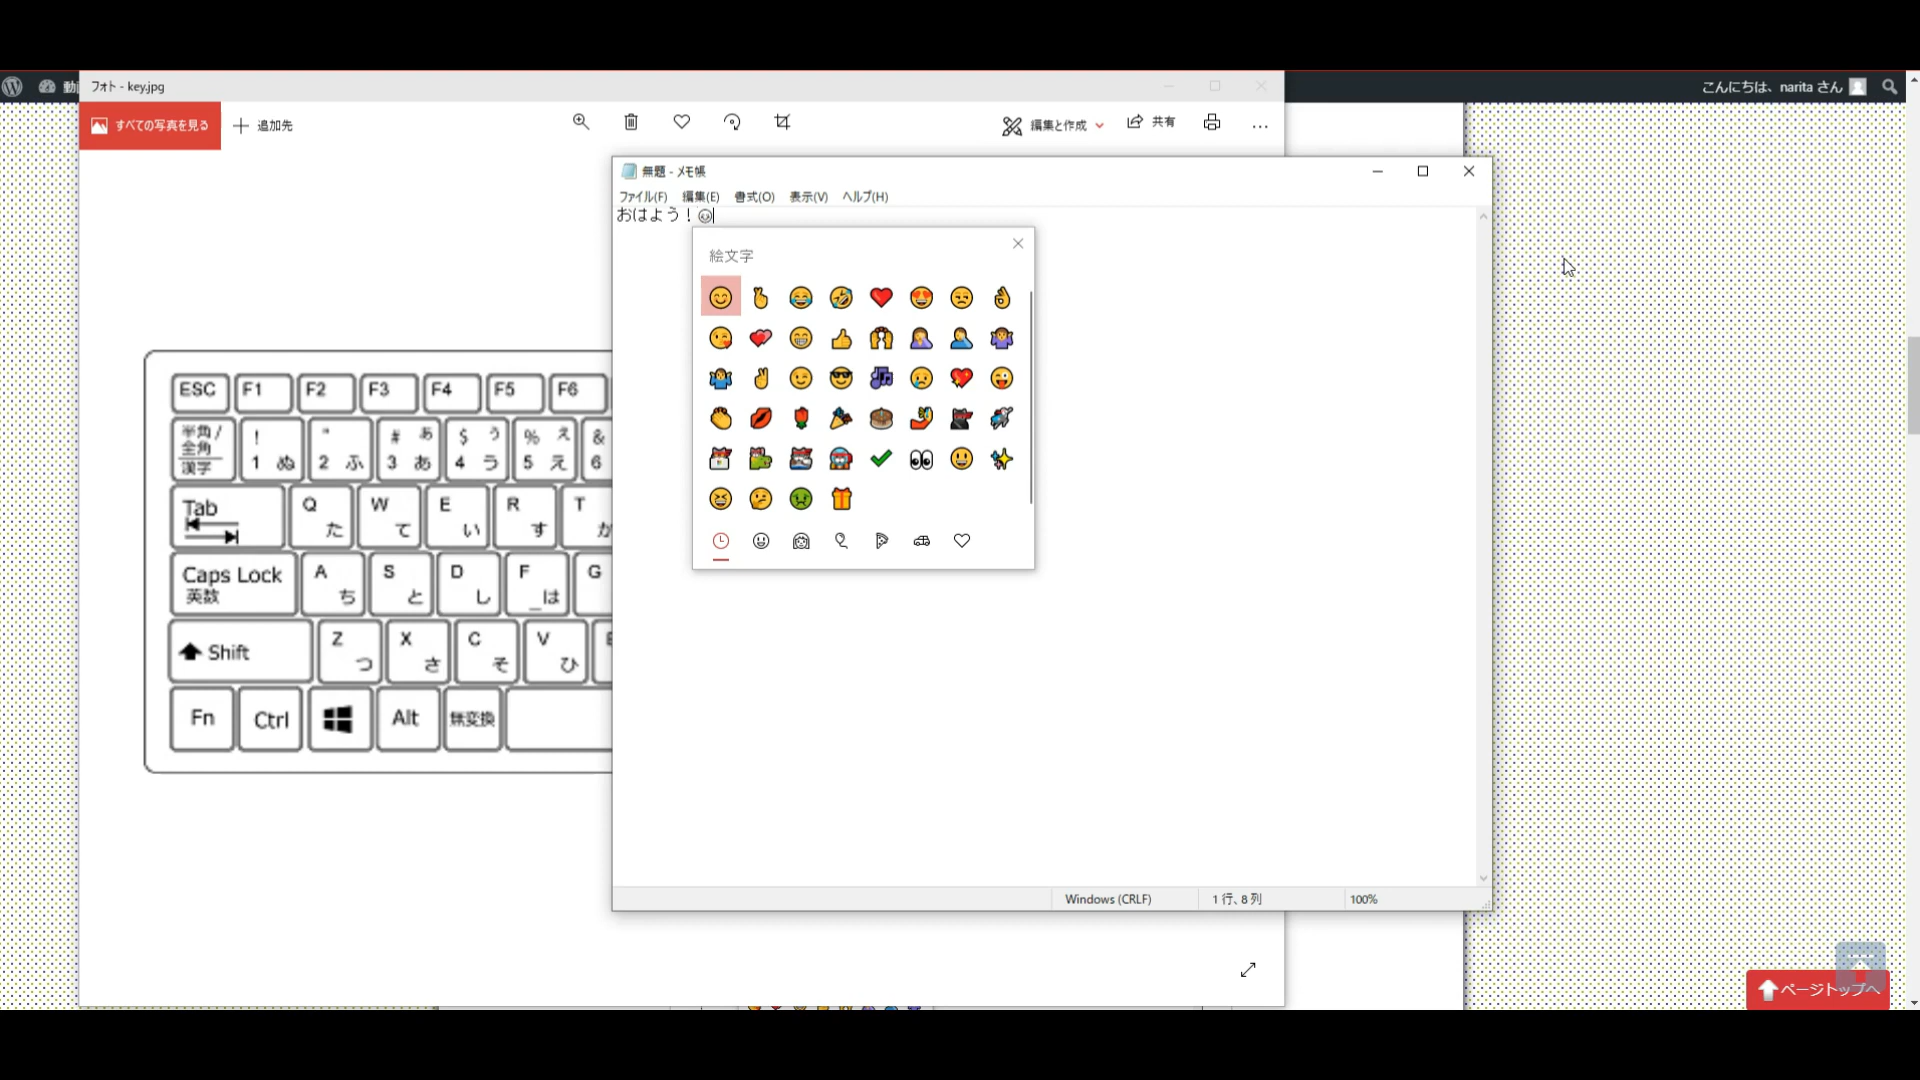 動
こんにちは、narita さん
フォト - key.jpg
すべての写真を見る
追加先
編集と作成
共有
無題 - メモ帳
ファイル(F) 編集(E) 書式(O) 表示(V) ヘルプ(H)
おはよう！☺
絵文字
ESC F1 F2 F3 F4 F5 F6
半角/全角 漢字 ! 1 ぬ " 2 ふ # あ 3 あ $ ぅ 4 う % ぇ 5 え & 6
Tab Q た W て E い R す T か
Caps Lock 英数 A ち S と D し F _は G
Shift Z つ X さ C そ V ひ
Fn Ctrl Alt 無変換
Windows (CRLF) 1 行、8 列 100%
ページトップへ